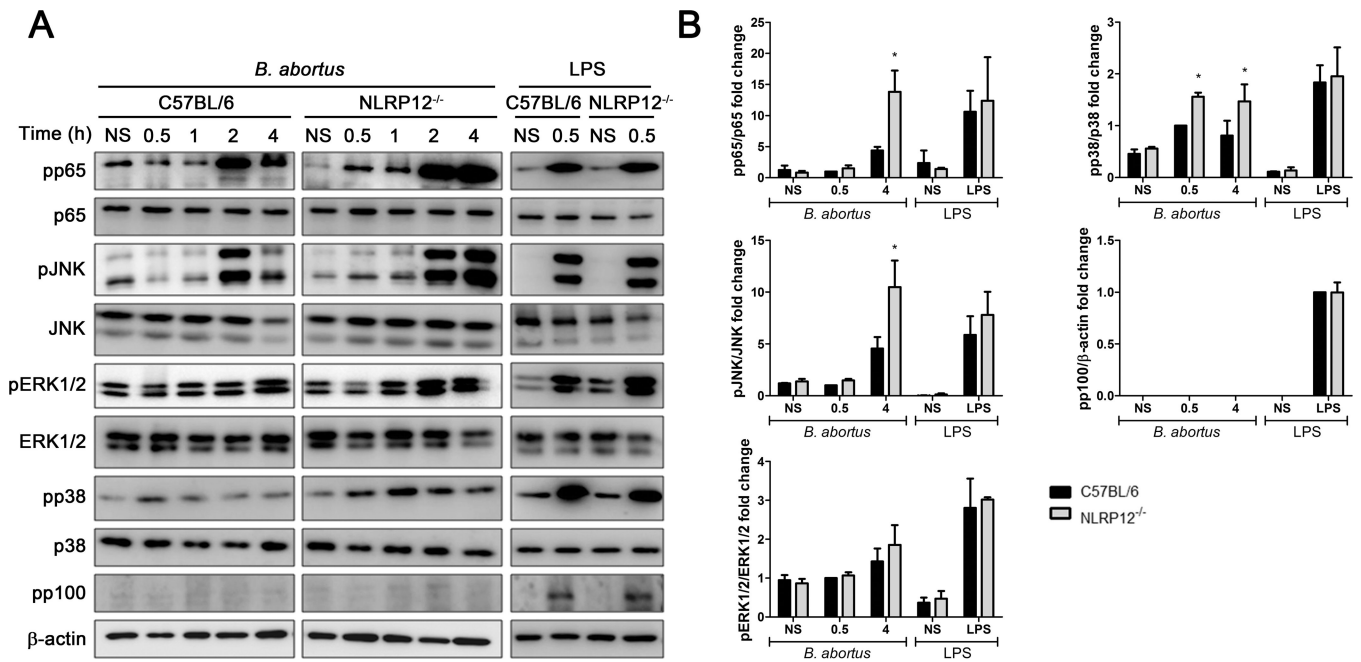 A
B. abortus
LPS
C57BL/6
NLRP12-/-
C57BL/6 NLRP12-/-
Time (h) NS 0.5 1 2 4 NS 0.5 1 2 4 NS 0.5 NS 0.5
pp65
p65
pJNK
JNK
pERK1/2
ERK1/2
pp38
p38
pp100
β-actin
B
pp65/p65 fold change
25
20
15
10
5
0
*
NS 0.5 4 NS LPS
B. abortus LPS
pp38/p38 fold change
3
2
1
0
* *
NS 0.5 4 NS LPS
B. abortus LPS
pJNK/JNK fold change
15
10
5
0
*
NS 0.5 4 NS LPS
B. abortus LPS
pp100/β-actin fold change
1.5
1.0
0.5
0.0
NS 0.5 4 NS LPS
B. abortus LPS
pERK1/2/ERK1/2 fold change
4
3
2
1
0
NS 0.5 4 NS LPS
B. abortus LPS
C57BL/6
NLRP12-/-